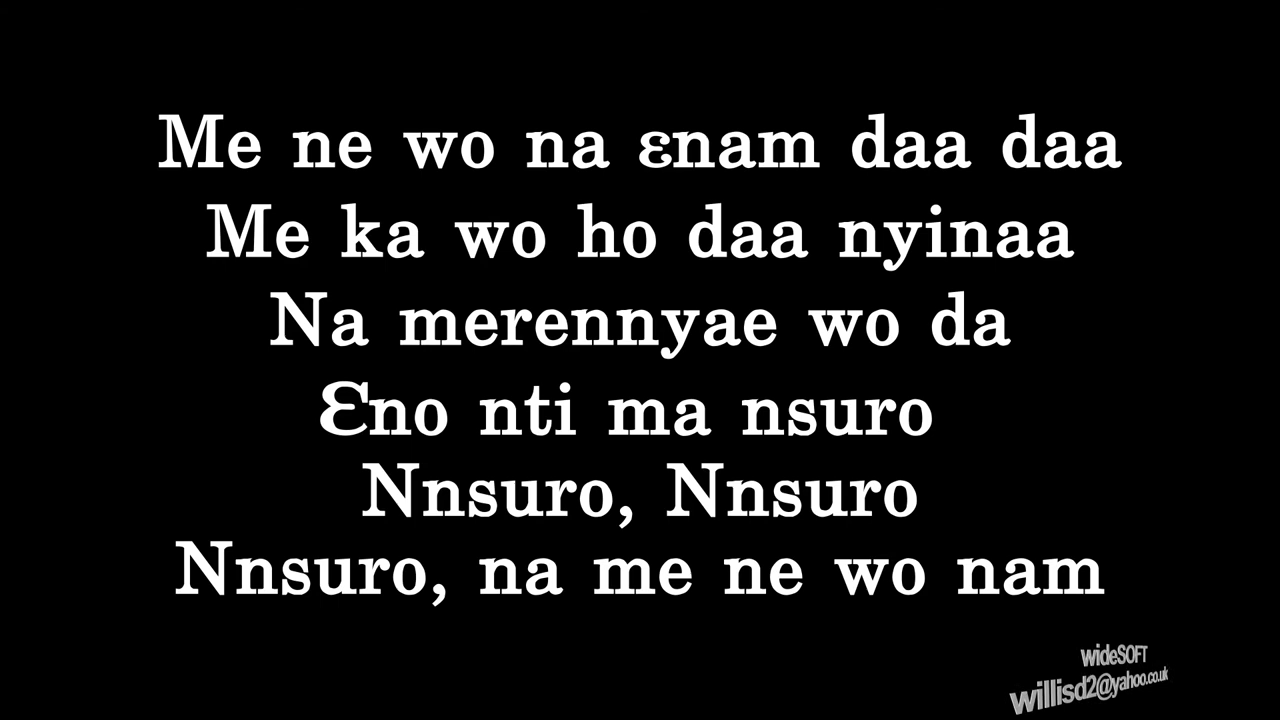 Me ne wo na ɛnam daa daa
Me ka wo ho daa nyinaa
Na merennyae wo da
Ɛno nti ma nsuro
Nnsuro, Nnsuro
Nnsuro, na me ne wo nam
wideSOFT
willisd2@yahoo.co.uk